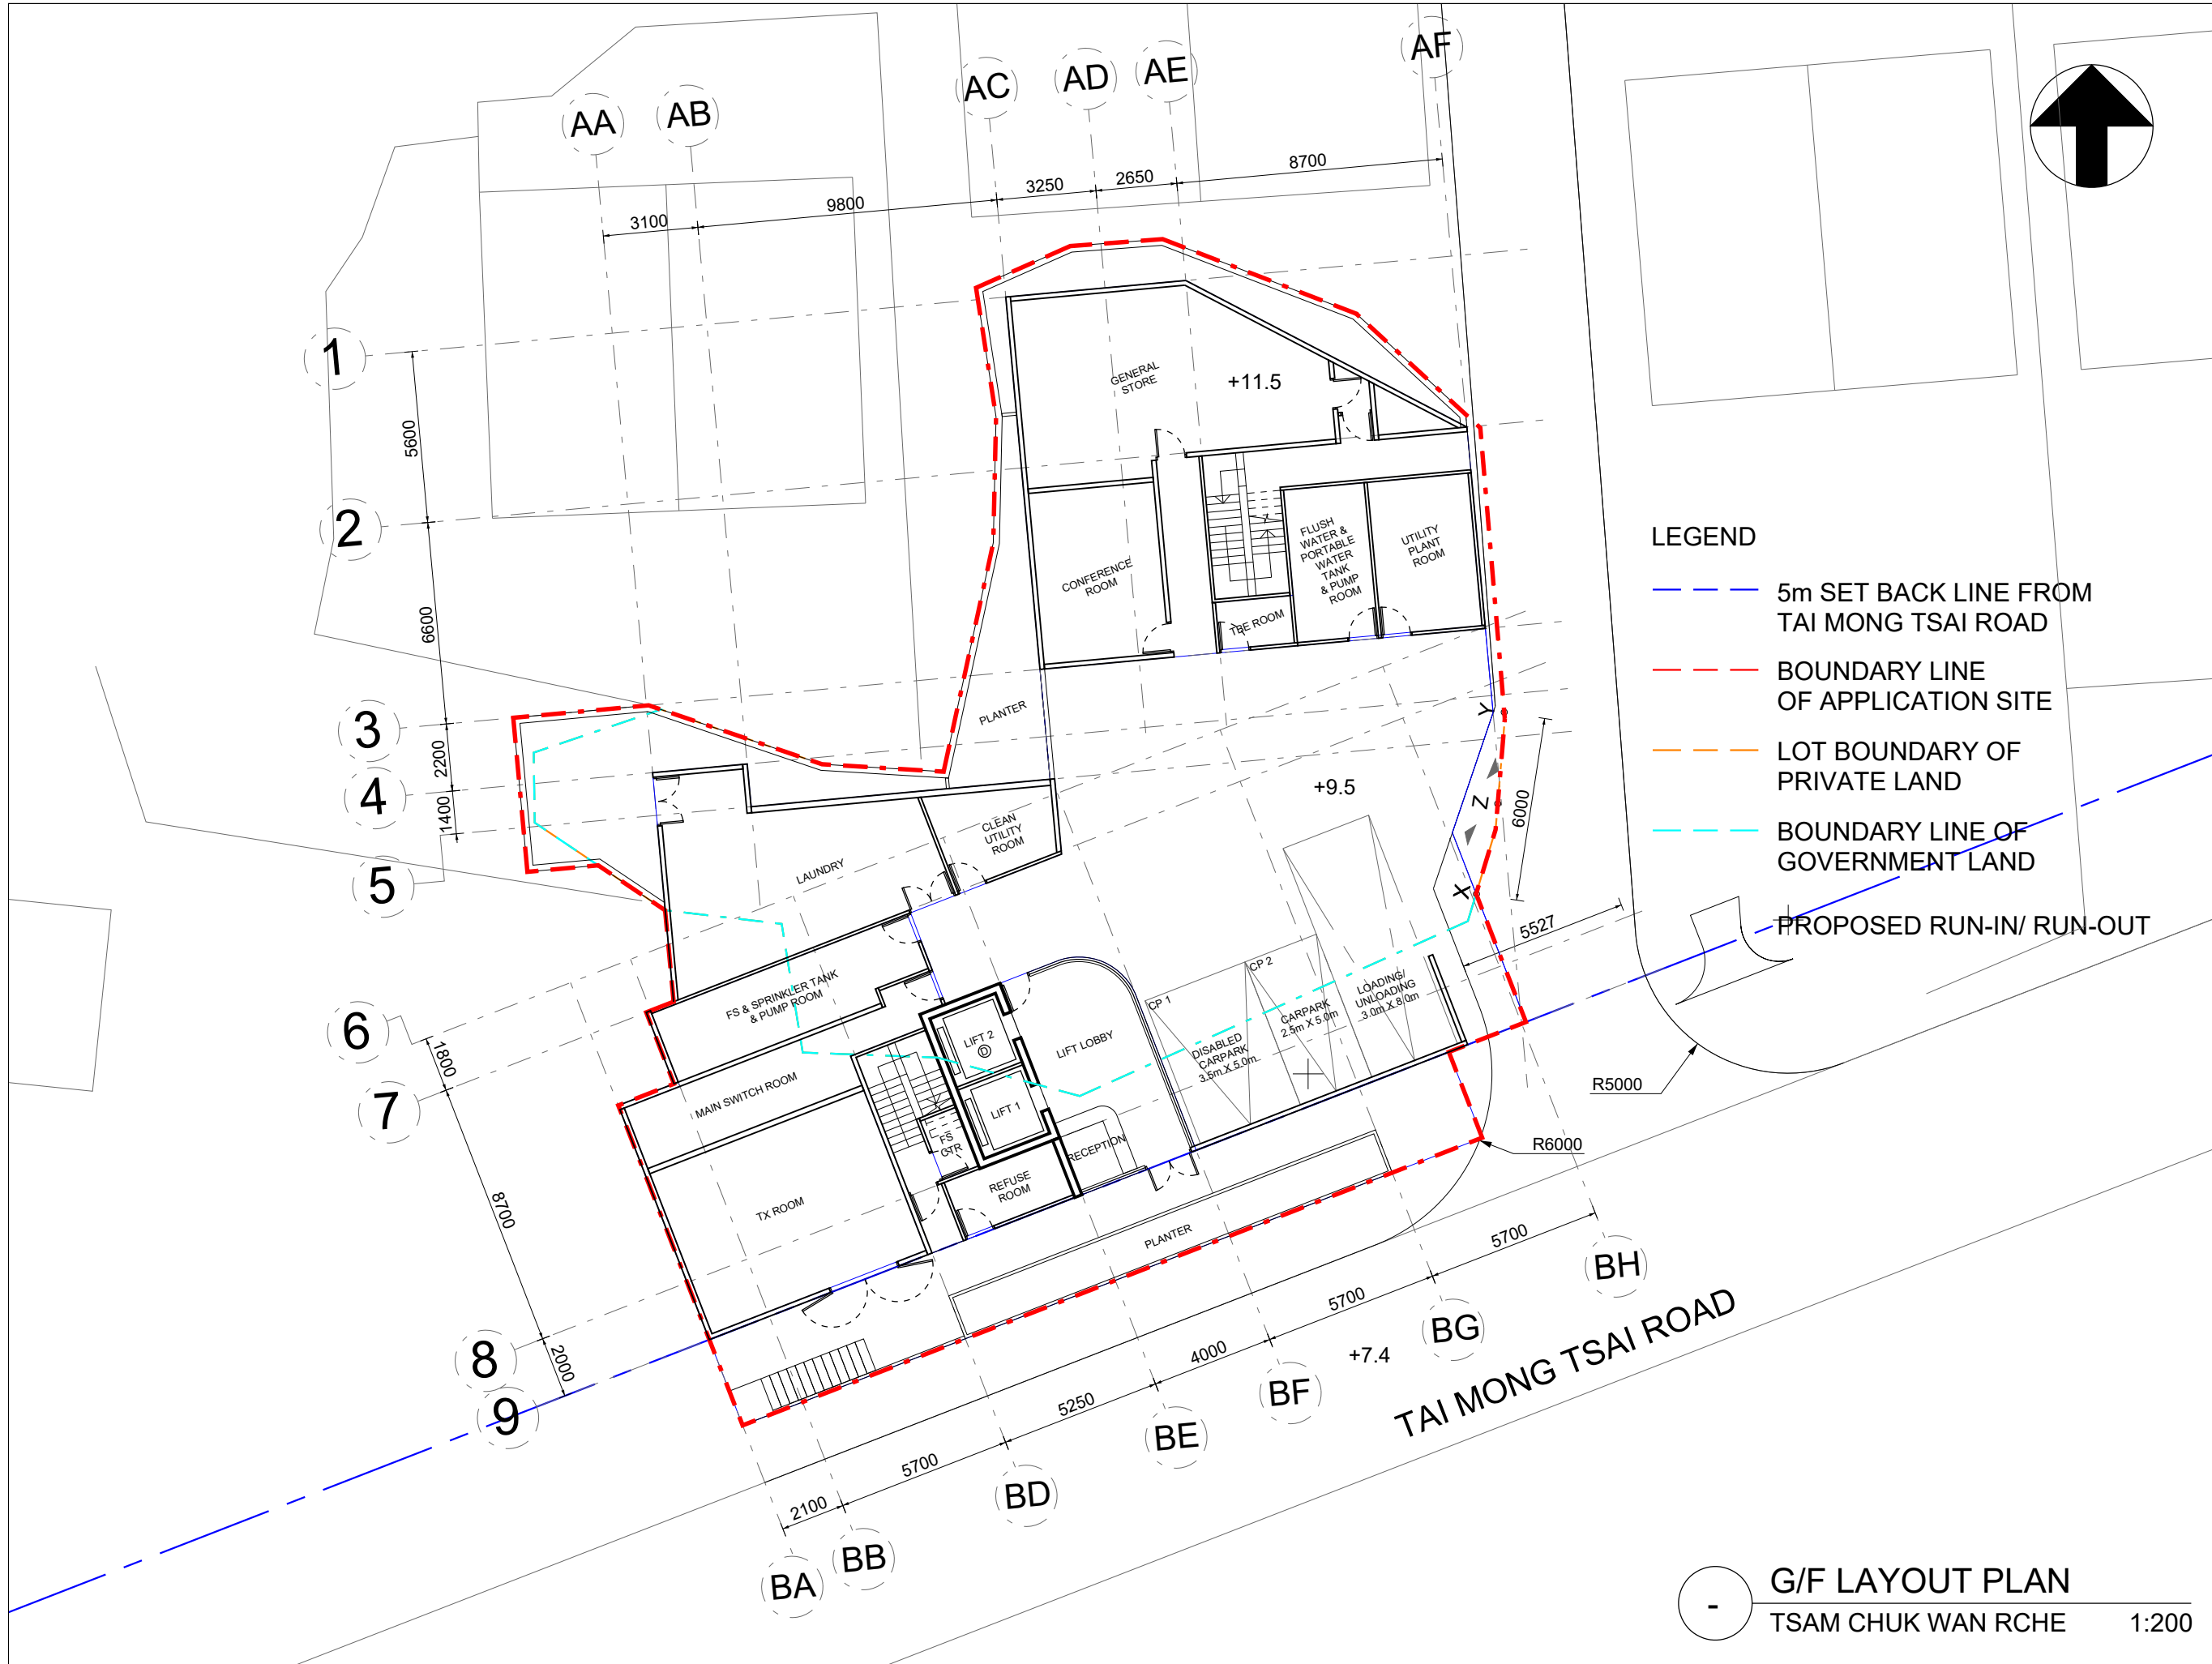 AA
AB
AC
AD
AE
AF
3100
9800
3250
2650
8700
1
2
3
4
5
6
7
8
9
5600
6600
2200
1400
1800
8700
2000
GENERAL
STORE
+11.5
CONFERENCE
ROOM
FLUSH
WATER &
PORTABLE
WATER
TANK
& PUMP
ROOM
UTILITY
PLANT
ROOM
TBE ROOM
PLANTER
Y
Z
X
6000
+9.5
CLEAN
UTILITY
ROOM
LAUNDRY
FS & SPRINKLER TANK
& PUMP ROOM
MAIN SWITCH ROOM
TX ROOM
LIFT 2
D
LIFT 1
LIFT LOBBY
FS
CTR
REFUSE
ROOM
RECEPTION
CP 1
CP 2
DISABLED
CARPARK
3.5m X 5.0m
CARPARK
2.5m X 5.0m
LOADING/
UNLOADING
3.0m X 8.0m
5527
R5000
R6000
PLANTER
LEGEND
5m SET BACK LINE FROM
TAI MONG TSAI ROAD
BOUNDARY LINE
OF APPLICATION SITE
LOT BOUNDARY OF
PRIVATE LAND
BOUNDARY LINE OF
GOVERNMENT LAND
PROPOSED RUN-IN/ RUN-OUT
2100
5700
5250
4000
5700
5700
BA
BB
BD
BE
BF
BG
BH
+7.4
TAI MONG TSAI ROAD
-
G/F LAYOUT PLAN
TSAM CHUK WAN RCHE 1:200